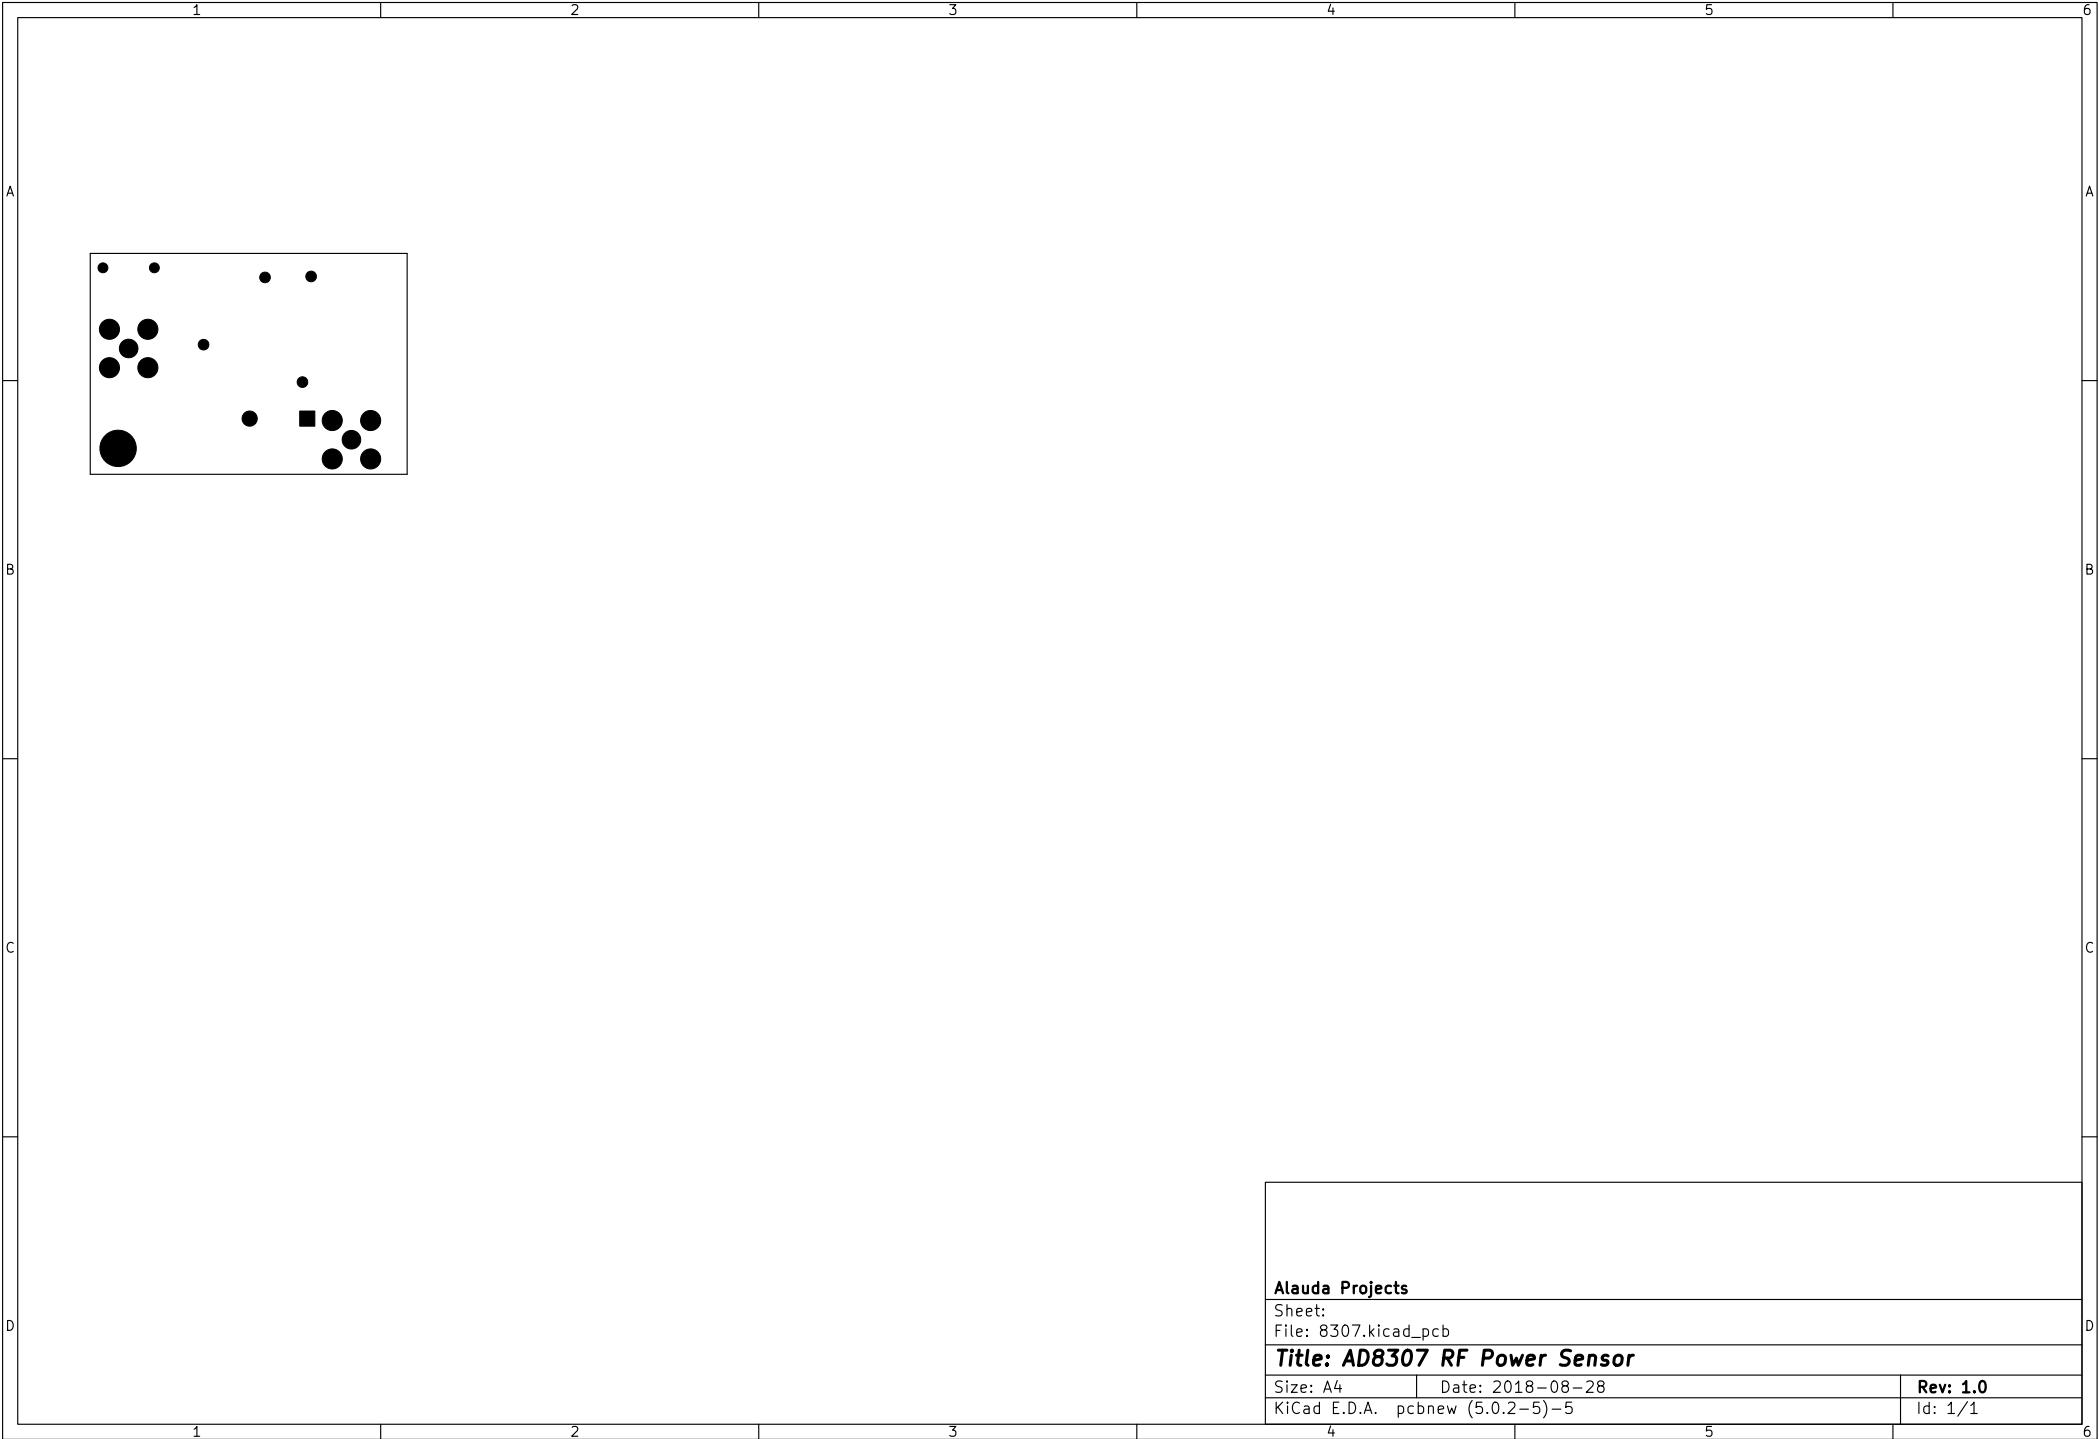 1 2 3 4 5 6
A A
B B
C C
Alauda Projects
Sheet:
File: 8307.kicad_pcb
D D
Title: AD8307 RF Power Sensor
Size: A4 Date: 2018-08-28 Rev: 1.0
KiCad E.D.A. pcbnew (5.0.2-5)-5 Id: 1/1
1 2 3 4 5 6